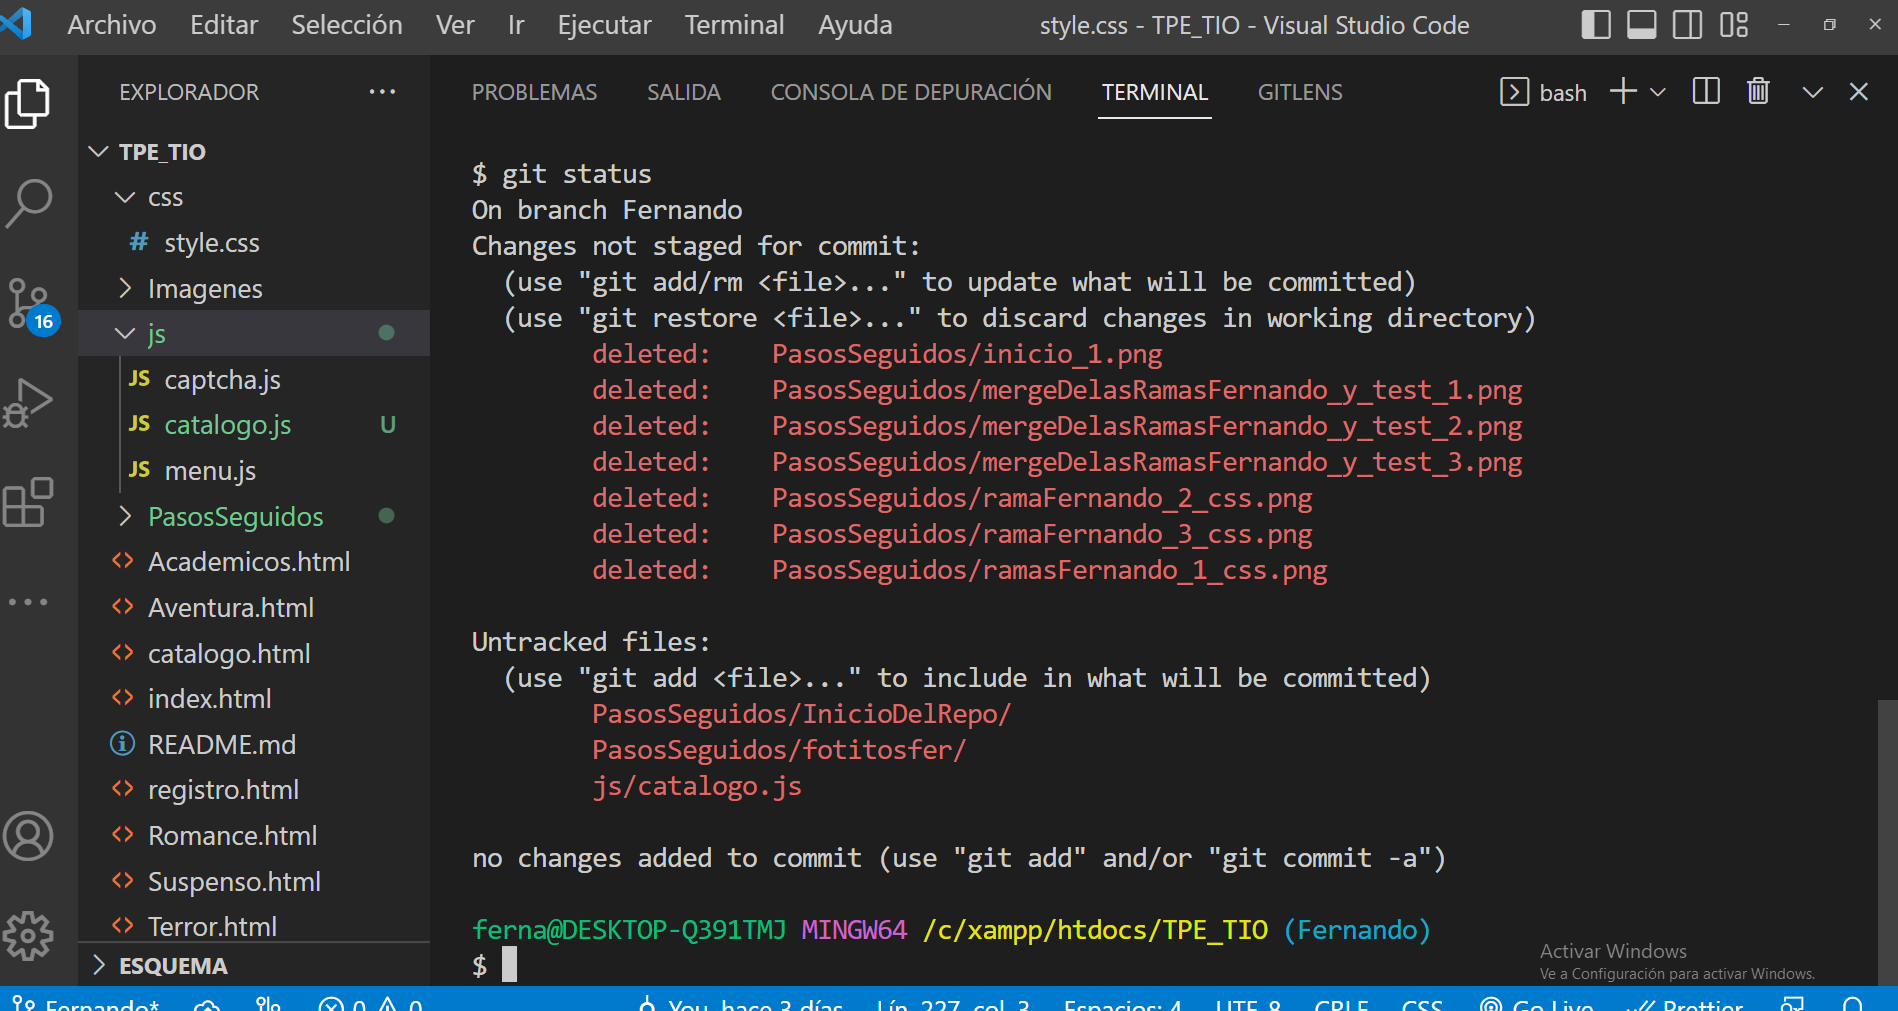 Archivo Editar Selección Ver Ir Ejecutar Terminal Ayuda style.css - TPE_TIO - Visual Studio Code
EXPLORADOR
TPE_TIO
css
# style.css
Imagenes
js
JS captcha.js
JS catalogo.js U
JS menu.js
PasosSeguidos
<> Academicos.html
<> Aventura.html
<> catalogo.html
<> index.html
README.md
<> registro.html
<> Romance.html
<> Suspenso.html
<> Terror.html
ESQUEMA
16
PROBLEMAS SALIDA CONSOLA DE DEPURACIÓN TERMINAL GITLENS bash
$ git status
On branch Fernando
Changes not staged for commit:
(use "git add/rm <file>..." to update what will be committed)
(use "git restore <file>..." to discard changes in working directory)
deleted: PasosSeguidos/inicio_1.png
deleted: PasosSeguidos/mergeDelasRamasFernando_y_test_1.png
deleted: PasosSeguidos/mergeDelasRamasFernando_y_test_2.png
deleted: PasosSeguidos/mergeDelasRamasFernando_y_test_3.png
deleted: PasosSeguidos/ramaFernando_2_css.png
deleted: PasosSeguidos/ramaFernando_3_css.png
deleted: PasosSeguidos/ramasFernando_1_css.png
Untracked files:
(use "git add <file>..." to include in what will be committed)
PasosSeguidos/InicioDelRepo/
PasosSeguidos/fotitosfer/
js/catalogo.js
no changes added to commit (use "git add" and/or "git commit -a")
ferna@DESKTOP-Q391TMJ MINGW64 /c/xampp/htdocs/TPE_TIO (Fernando)
$
Activar Windows
Ve a Configuración para activar Windows.
Fernando* 0 0 You, hace 3 días Lín. 227, col. 3 Espacios: 4 UTF-8 CRLF CSS Go Live Prettier